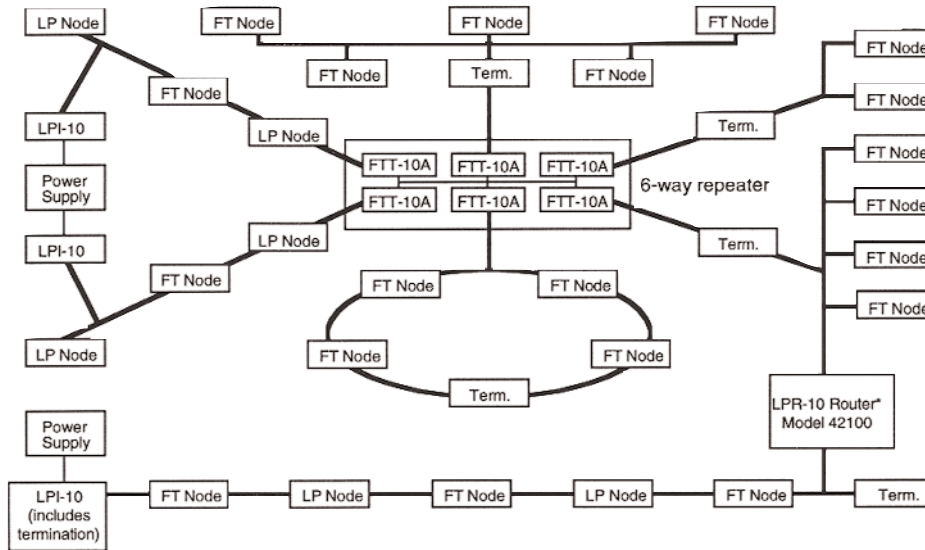 LP Node
FT Node
FT Node
FT Node
FT Node
FT Node
FT Node
Term.
FT Node
FT Node
LPI-10
LP Node
Term.
FT Node
Power
Supply
FTT-10A
FTT-10A
FTT-10A
6-way repeater
FTT-10A
FTT-10A
FTT-10A
FT Node
LPI-10
LP Node
Term.
FT Node
FT Node
FT Node
FT Node
FT Node
LP Node
FT Node
FT Node
Term.
LPR-10 Router*
Model 42100
Power
Supply
LPI-10
(includes
termination)
FT Node
LP Node
FT Node
LP Node
FT Node
Term.